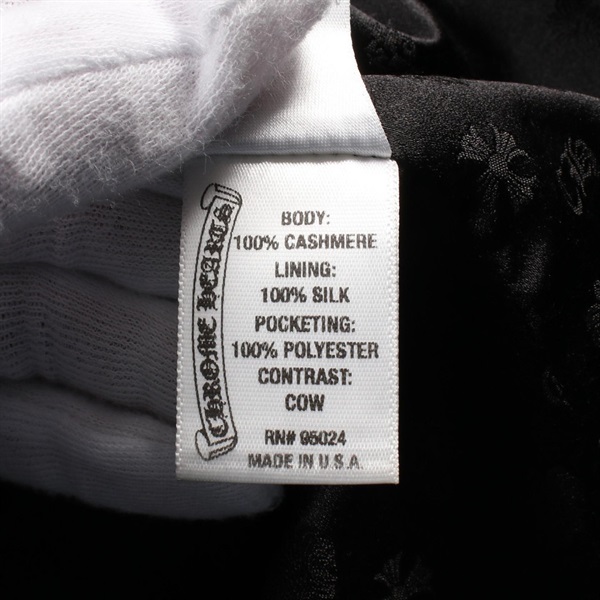 CHROME HEARTS
BODY:
100% CASHMERE
LINING:
100% SILK
POCKETING:
100% POLYESTER
CONTRAST:
COW
RN# 95024
MADE IN U.S.A.